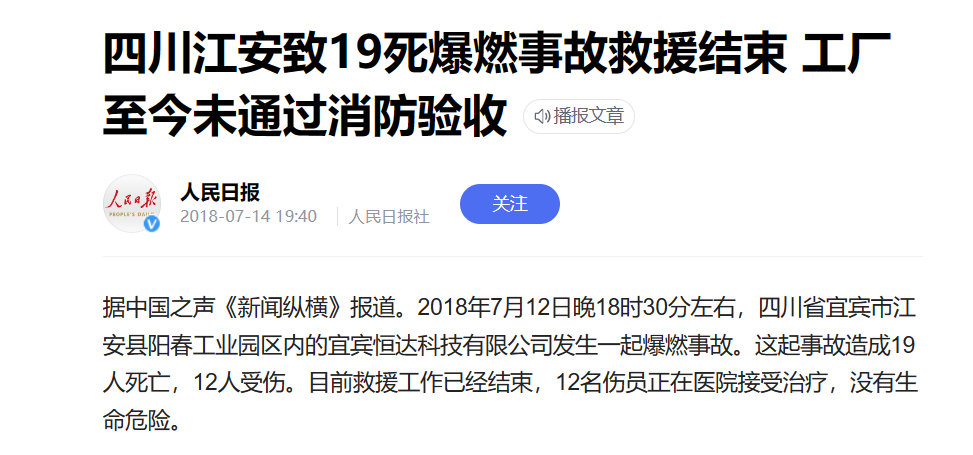 四川江安致19死爆燃事故救援结束 工厂
至今未通过消防验收 播报文章
人民日报
PEOPLE'S DAILY
人民日报
2018-07-14 19:40 人民日报社
关注
据中国之声《新闻纵横》报道。2018年7月12日晚18时30分左右，四川省宜宾市江
安县阳春工业园区内的宜宾恒达科技有限公司发生一起爆燃事故。这起事故造成19
人死亡，12人受伤。目前救援工作已经结束，12名伤员正在医院接受治疗，没有生
命危险。